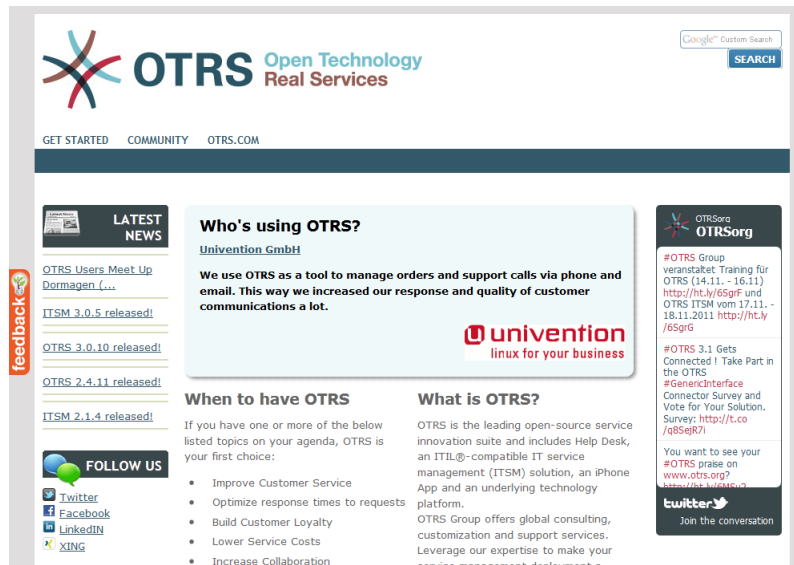 OTRS Open Technology
Real Services
Google™ Custom Search
SEARCH
GET STARTED COMMUNITY OTRS.COM
feedback
LATEST
NEWS
OTRS Users Meet Up
Dormagen (...
ITSM 3.0.5 released!
OTRS 3.0.10 released!
OTRS 2.4.11 released!
ITSM 2.1.4 released!
FOLLOW US
Twitter
Facebook
LinkedIN
XING
Who's using OTRS?
Univention GmbH
We use OTRS as a tool to manage orders and support calls via phone and
email. This way we increased our response and quality of customer
communications a lot.
univention
linux for your business
When to have OTRS
If you have one or more of the below
listed topics on your agenda, OTRS is
your first choice:
Improve Customer Service
Optimize response times to requests
Build Customer Loyalty
Lower Service Costs
Increase Collaboration
What is OTRS?
OTRS is the leading open-source service
innovation suite and includes Help Desk,
an ITIL®-compatible IT service
management (ITSM) solution, an iPhone
App and an underlying technology
platform.
OTRS Group offers global consulting,
customization and support services.
Leverage our expertise to make your
service management deployment a
OTRSorg
OTRSorg
#OTRS Group
veranstaltet Training für
OTRS (14.11. - 16.11)
http://ht.ly/6SgrF und
OTRS ITSM vom 17.11. -
18.11.2011 http://ht.ly
/6SgrG
#OTRS 3.1 Gets
Connected ! Take Part in
the OTRS
#GenericInterface
Connector Survey and
Vote for Your Solution.
Survey: http://t.co
/q8SejR7i
You want to see your
#OTRS praise on
www.otrs.org?
twitter
Join the conversation